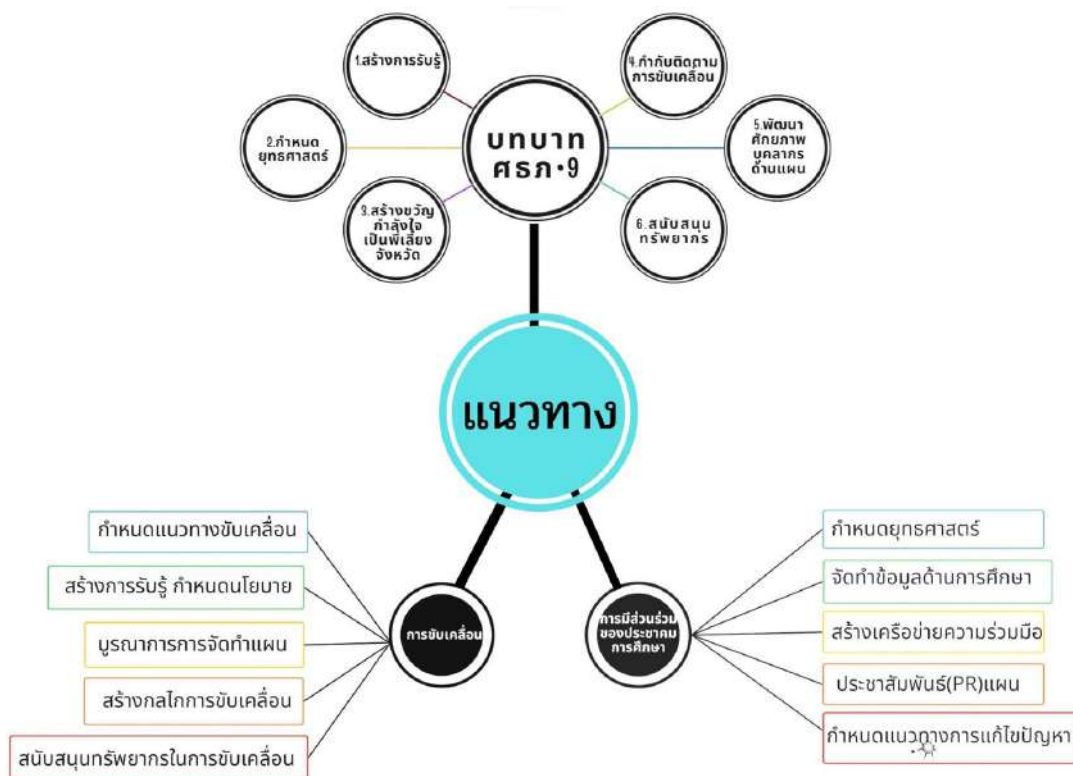 1.สร้างการรับรู้
4.กำกับติดตาม
การขับเคลื่อน
บทบาท
ศธภ.9
2.กำหนด
ยุทธศาสตร์
5.พัฒนา
ศักยภาพ
บุคลากร
ด้านแผน
3.สร้างขวัญ
กำลังใจ
เป็นพี่เลี้ยง
จังหวัด
6.สนับสนุน
ทรัพยากร
แนวทาง
กำหนดแนวทางขับเคลื่อน
สร้างการรับรู้ กำหนดนโยบาย
บูรณาการการจัดทำแผน
สร้างกลไกการขับเคลื่อน
สนับสนุนทรัพยากรในการขับเคลื่อน
การขับเคลื่อน
การมีส่วนร่วม
ของประชาคม
การศึกษา
กำหนดยุทธศาสตร์
จัดทำข้อมูลด้านการศึกษา
สร้างเครือข่ายความร่วมมือ
ประชาสัมพันธ์(PR)แผน
กำหนดแนวทางการแก้ไขปัญหา